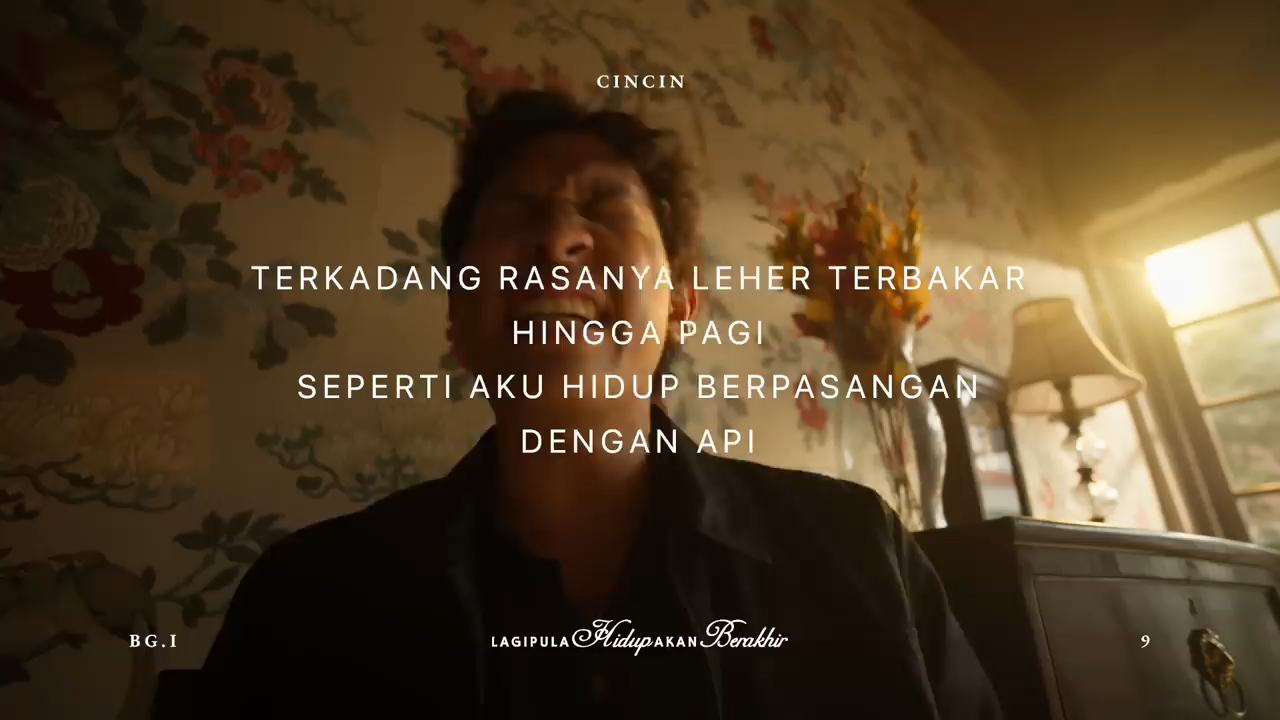 CINCIN
TERKADANG RASANYA LEHER TERBAKAR
HINGGA PAGI
SEPERTI AKU HIDUP BERPASANGAN
DENGAN API
BG.I
LAGIPULA Hidup AKAN Berakhir
9